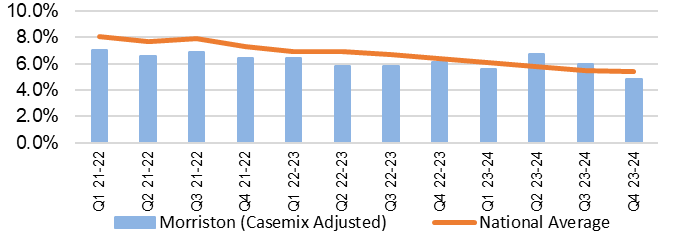 10.0%
8.0%
6.0%
4.0%
2.0%
0.0%
Q1 21-22
Q2 21-22
Q3 21-22
Q4 21-22
Q1 22-23
Q2 22-23
Q3 22-23
Q4 22-23
Q1 23-24
Q2 23-24
Q3 23-24
Q4 23-24
Morriston (Casemix Adjusted)
National Average